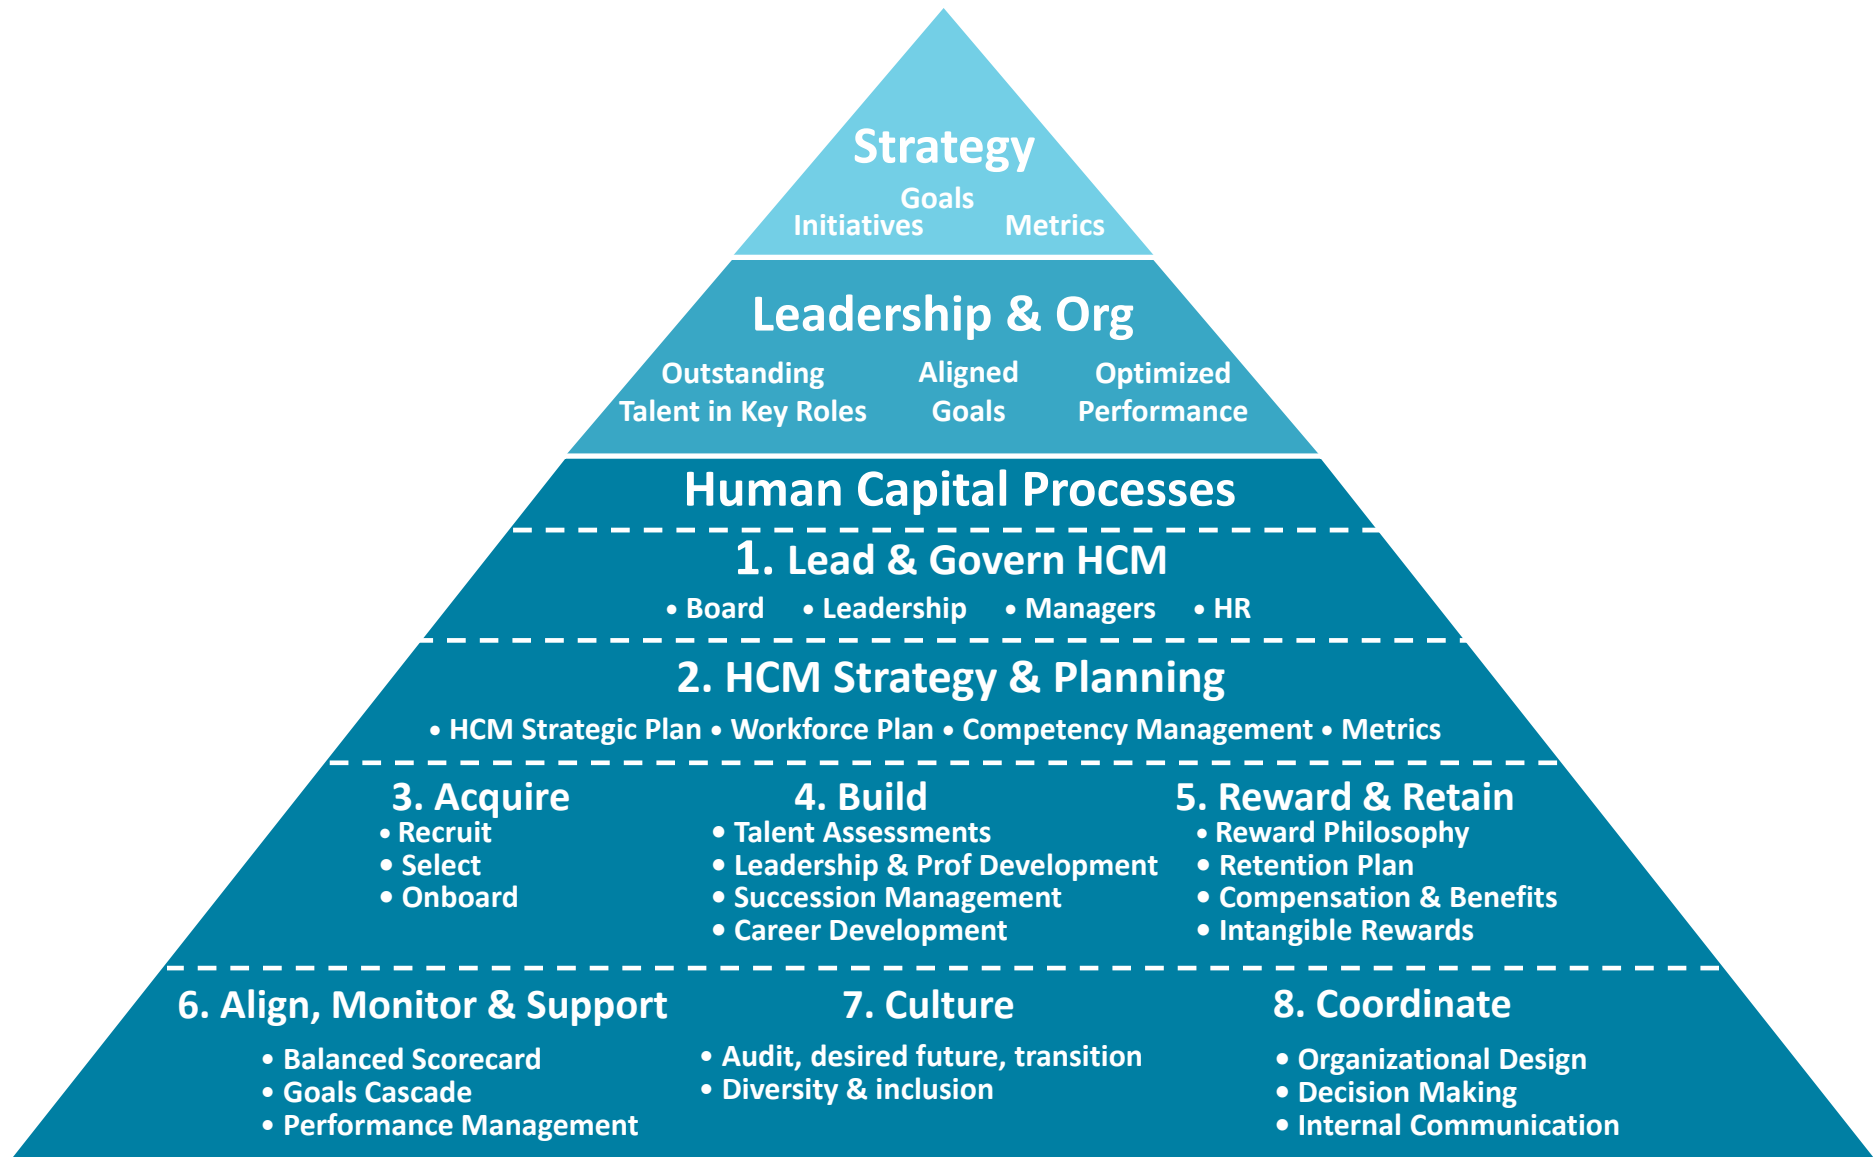 Strategy
Goals
Initiatives Metrics
Leadership & Org
Outstanding
Talent in Key Roles
Aligned
Goals
Optimized
Performance
Human Capital Processes
1. Lead & Govern HCM
• Board • Leadership • Managers • HR
2. HCM Strategy & Planning
• HCM Strategic Plan • Workforce Plan • Competency Management • Metrics
3. Acquire
• Recruit
• Select
• Onboard
4. Build
• Talent Assessments
• Leadership & Prof Development
• Succession Management
• Career Development
5. Reward & Retain
• Reward Philosophy
• Retention Plan
• Compensation & Benefits
• Intangible Rewards
6. Align, Monitor & Support
• Balanced Scorecard
• Goals Cascade
• Performance Management
7. Culture
• Audit, desired future, transition
• Diversity & inclusion
8. Coordinate
• Organizational Design
• Decision Making
• Internal Communication